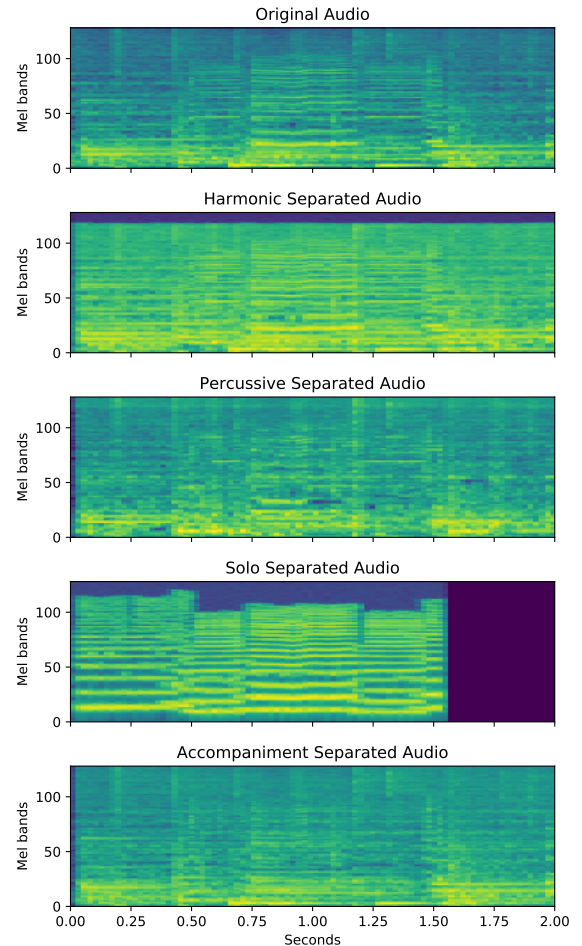 Original Audio
Mel bands
100
50
0
Harmonic Separated Audio
Mel bands
100
50
0
Percussive Separated Audio
Mel bands
100
50
0
Solo Separated Audio
Mel bands
100
50
0
Accompaniment Separated Audio
Mel bands
100
50
0
0.00 0.25 0.50 0.75 1.00 1.25 1.50 1.75 2.00
Seconds